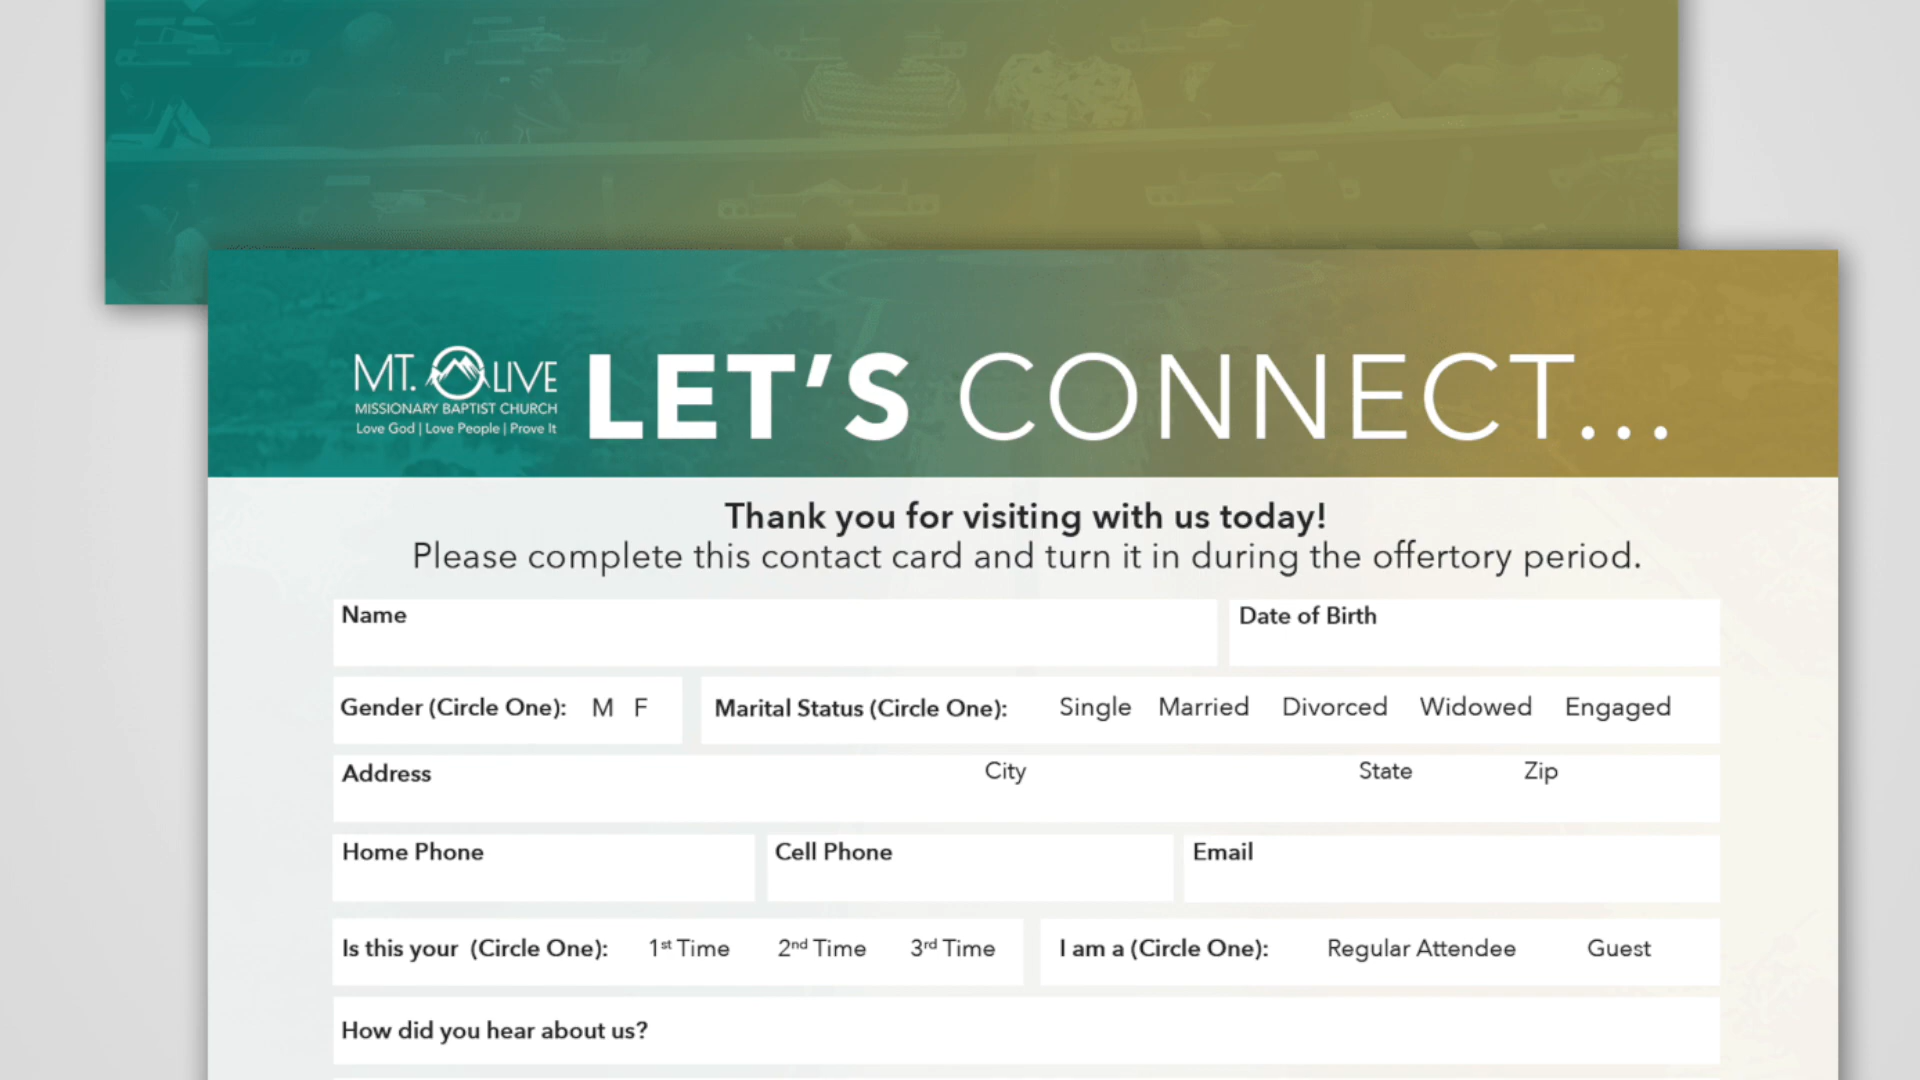 MT. OLIVE
MISSIONARY BAPTIST CHURCH
Love God | Love People | Prove It
LET'S CONNECT...
Thank you for visiting with us today!
Please complete this contact card and turn it in during the offertory period.
Name Date of Birth
Gender (Circle One): M F Marital Status (Circle One): Single Married Divorced Widowed Engaged
Address City State Zip
Home Phone Cell Phone Email
Is this your (Circle One): 1st Time 2nd Time 3rd Time I am a (Circle One): Regular Attendee Guest
How did you hear about us?